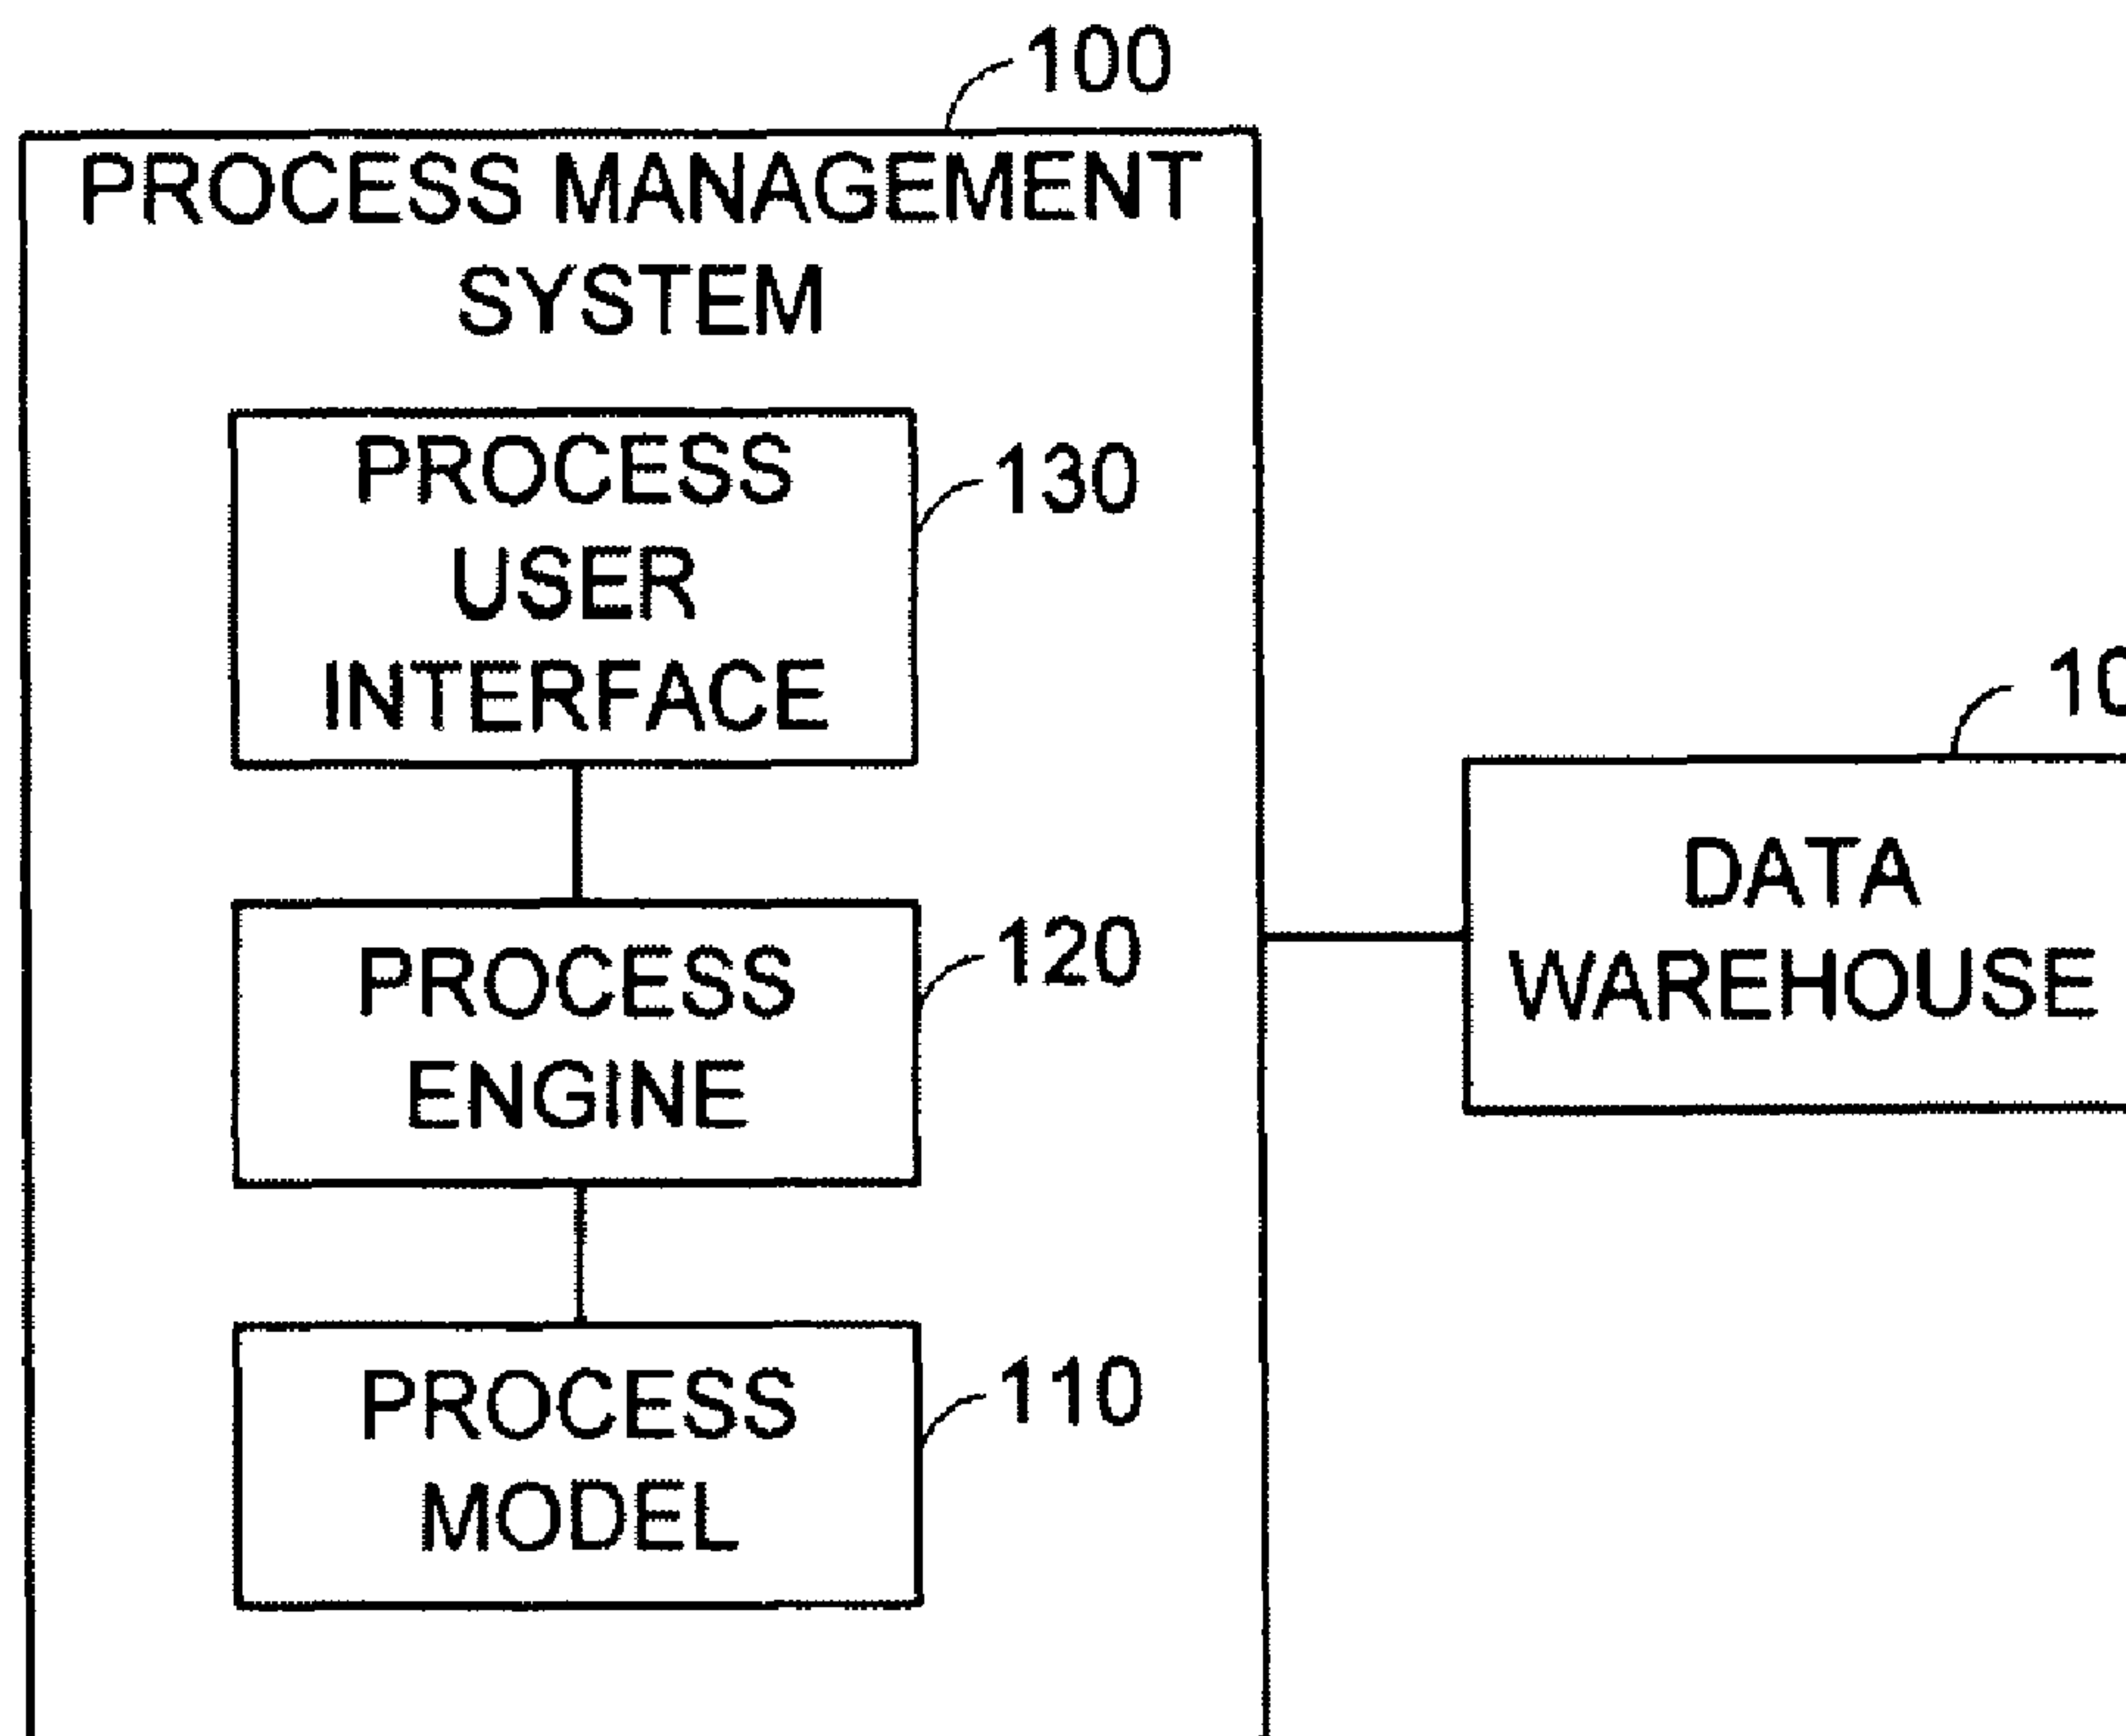 100
PROCESS MANAGEMENT
SYSTEM
PROCESS
USER
INTERFACE
130
PROCESS
ENGINE
120
PROCESS
MODEL
110
DATA
WAREHOUSE